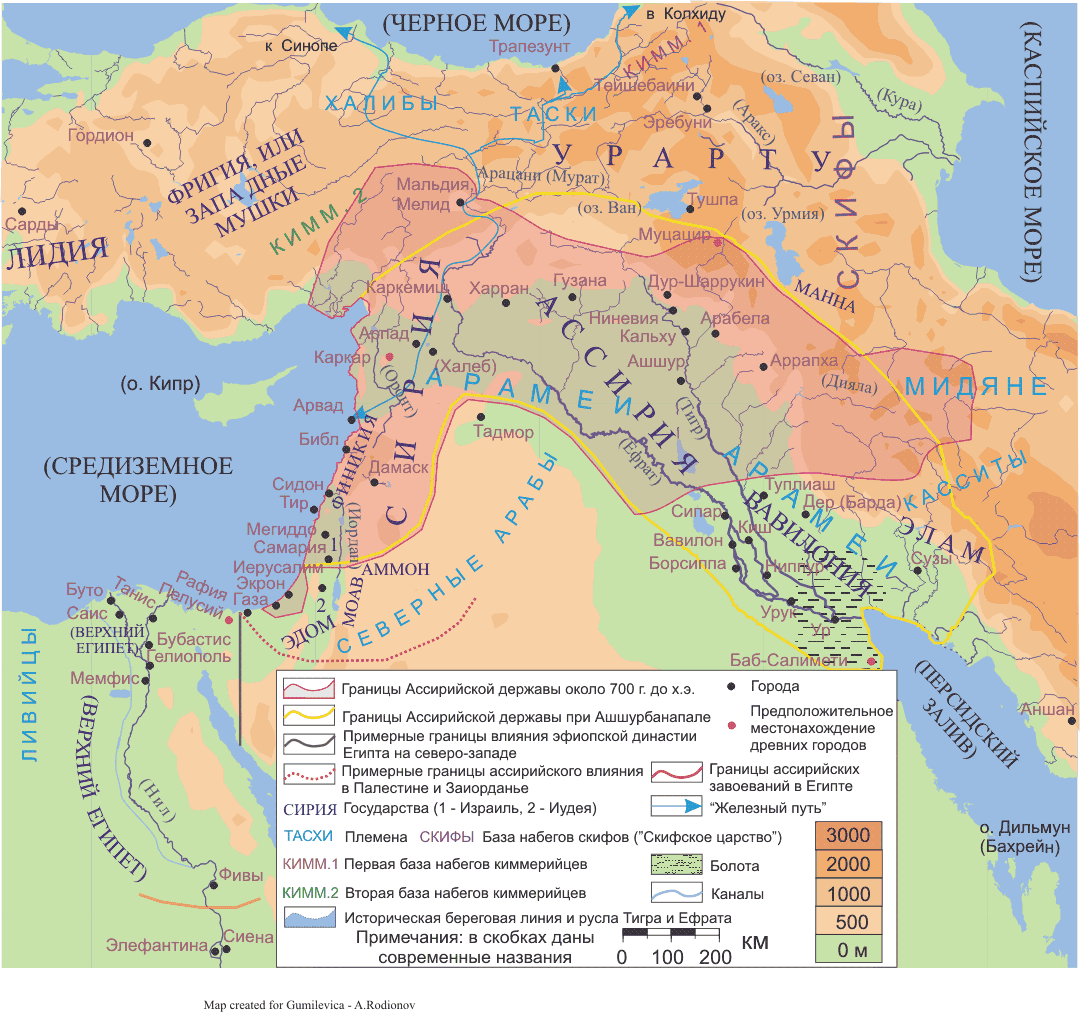 (ЧЕРНОЕ МОРЕ)
в Колхиду
к Синопе
Трапезунт
КИММ. 1
(КАСПИЙСКОЕ МОРЕ)
Тейшебаини
(оз. Севан)
(Кура)
ХАЛИБЫ
ТАСКИ
Эребуни
(Аракс)
СКИФЫ
Гордион
ФРИГИЯ, ИЛИ
ЗАПАДНЫЕ
МУШКИ
УРАРТУ
Арацани (Мурат)
Мальдия,
Мелид
КИММ 2
(оз. Ван)
Тушпа
(оз. Урмия)
Сарды
ЛИДИЯ
Муцацир
МАННА
Каркемиш
Харран
Гузана
Дур-Шаррукин
СИРИЯ
АССИРИЯ
Ниневия
Кальху
Арабела
Арпад
Каркар
(Халеб)
(Оронт)
Ашшур
Аррапха
(Дияла)
МИДЯНЕ
(о. Кипр)
АРАМЕИ
(Тигр)
Арвад
Библ
ФИНИКИЯ
Тадмор
(Ефрат)
(СРЕДИЗЕМНОЕ
МОРЕ)
Дамаск
Сидон
Тир
(Иордан)
АРАМЕИ
КАССИТЫ
Туплиаш
Дер (Барда)
ВАВИЛОНИЯ
ЭЛАМ
Сипар
Киш
Мегиддо
Самария
1
Вавилон
Иерусалим
АММОН
Борсиппа
Ниппур
Сузы
Экрон
Газа
2
МОАВ
ЭДОМ
СЕВЕРНЫЕ АРАБЫ
Урук
Ур
Буто
Танис
Рафия
Пелусий
Саис
(ВЕРХНИЙ
ЕГИПЕТ)
Бубастис
Гелиополь
Мемфис
Баб-Салимети
(ПЕРСИДСКИЙ
ЗАЛИВ)
Аншан
ЛИВИЙЦЫ
(ВЕРХНИЙ ЕГИПЕТ)
(Нил)
Фивы
Элефантина
Сиена
о. Дильмун
(Бахрейн)
Границы Ассирийской державы около 700 г. до х.э.
Границы Ассирийской державы при Ашшурбанапале
Примерные границы влияния эфиопской династии
Египта на северо-западе
Примерные границы ассирийского влияния
в Палестине и Заиорданье
СИРИЯ Государства (1 - Израиль, 2 - Иудея)
ТАСХИ Племена СКИФЫ База набегов скифов ("Скифское царство")
КИММ.1 Первая база набегов киммерийцев
КИММ.2 Вторая база набегов киммерийцев
Историческая береговая линия и русла Тигра и Ефрата
Примечания: в скобках даны
современные названия
Города
Предположительное
местонахождение
древних городов
Границы ассирийских
завоеваний в Египте
"Железный путь"
Болота
Каналы
3000
2000
1000
500
0 м
0 100 200 КМ
Map created for Gumilevica - A.Rodionov